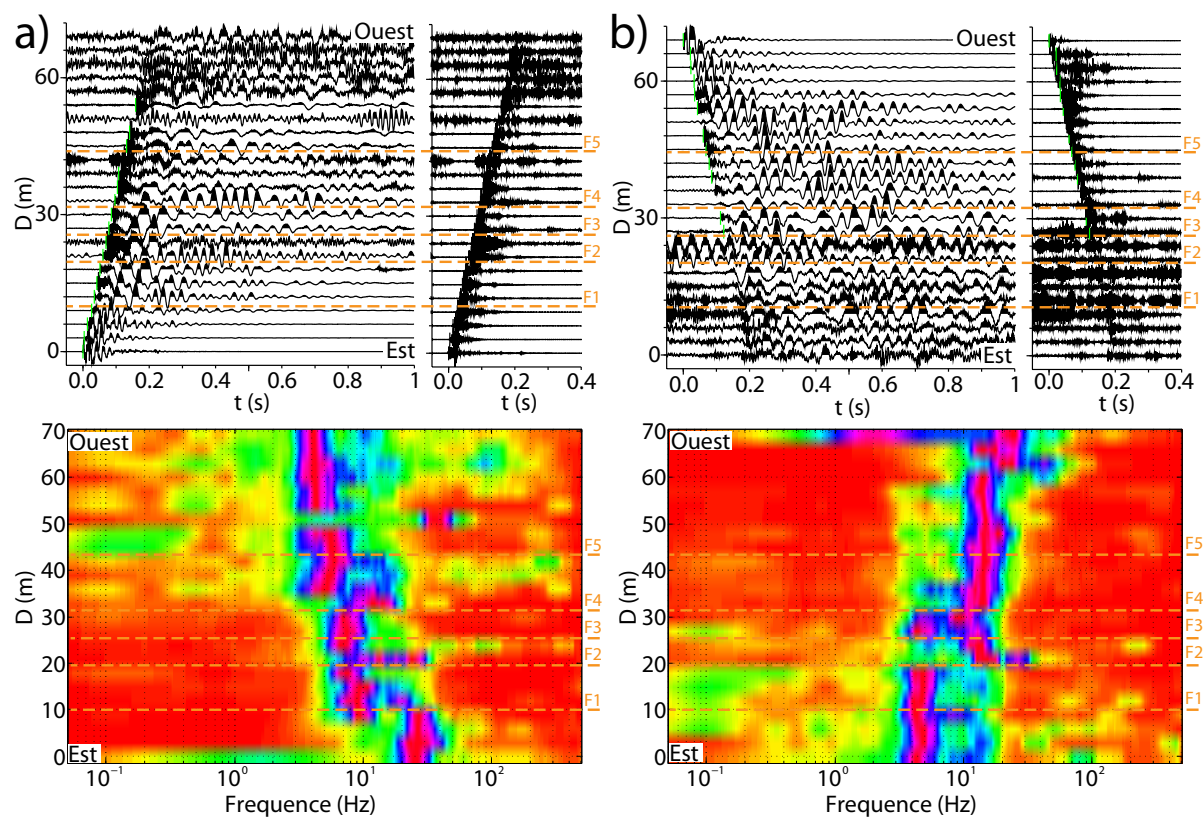 a)
Ouest
60
30
0
D (m)
F5
F4
F3
F2
F1
Est
0.0 0.2 0.4 0.6 0.8 1
t (s)
0.0 0.2 0.4
t (s)
b)
Ouest
60
30
0
D (m)
F5
F4
F3
F2
F1
Est
0.0 0.2 0.4 0.6 0.8 1
t (s)
0.0 0.2 0.4
t (s)
Ouest
70
60
50
40
30
20
10
0
D (m)
F5
F4
F3
F2
F1
Est
10⁻¹ 10⁰ 10¹ 10²
Frequence (Hz)
Ouest
70
60
50
40
30
20
10
0
D (m)
F5
F4
F3
F2
F1
Est
10⁻¹ 10⁰ 10¹ 10²
Frequence (Hz)